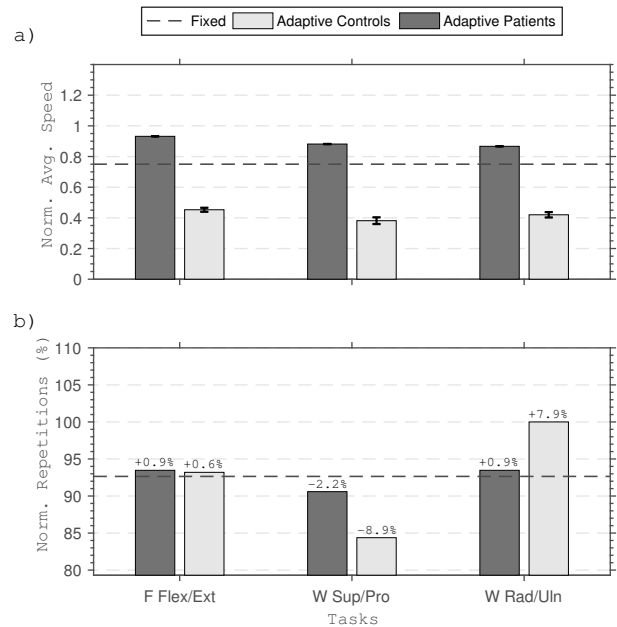 Fixed Adaptive Controls Adaptive Patients
a)
Norm. Avg. Speed
1.2
1
0.8
0.6
0.4
0.2
0
b)
Norm. Repetitions (%)
110
105
100
95
90
85
80
+0.9% +0.6% −2.2% −8.9% +0.9% +7.9%
F Flex/Ext W Sup/Pro W Rad/Uln
Tasks